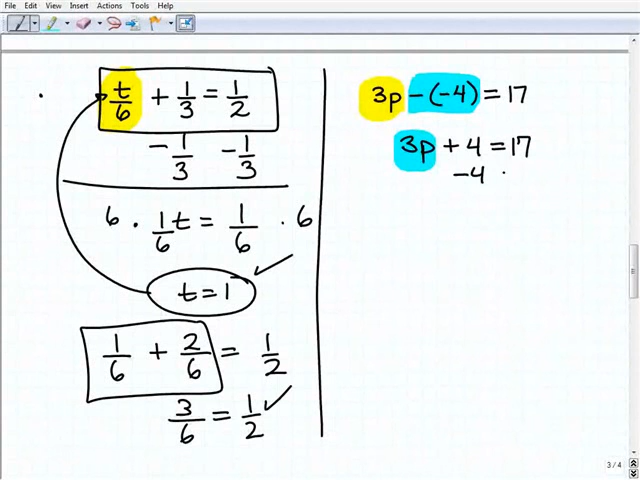 File View Insert Actions Tools Help
t/6 + 1/3 = 1/2
− 1/3 − 1/3
6 · 1/6 t = 1/6 · 6
t = 1
1/6 + 2/6 = 1/2
3/6 = 1/2
3p − (−4) = 17
3p + 4 = 17
−4
3 / 4